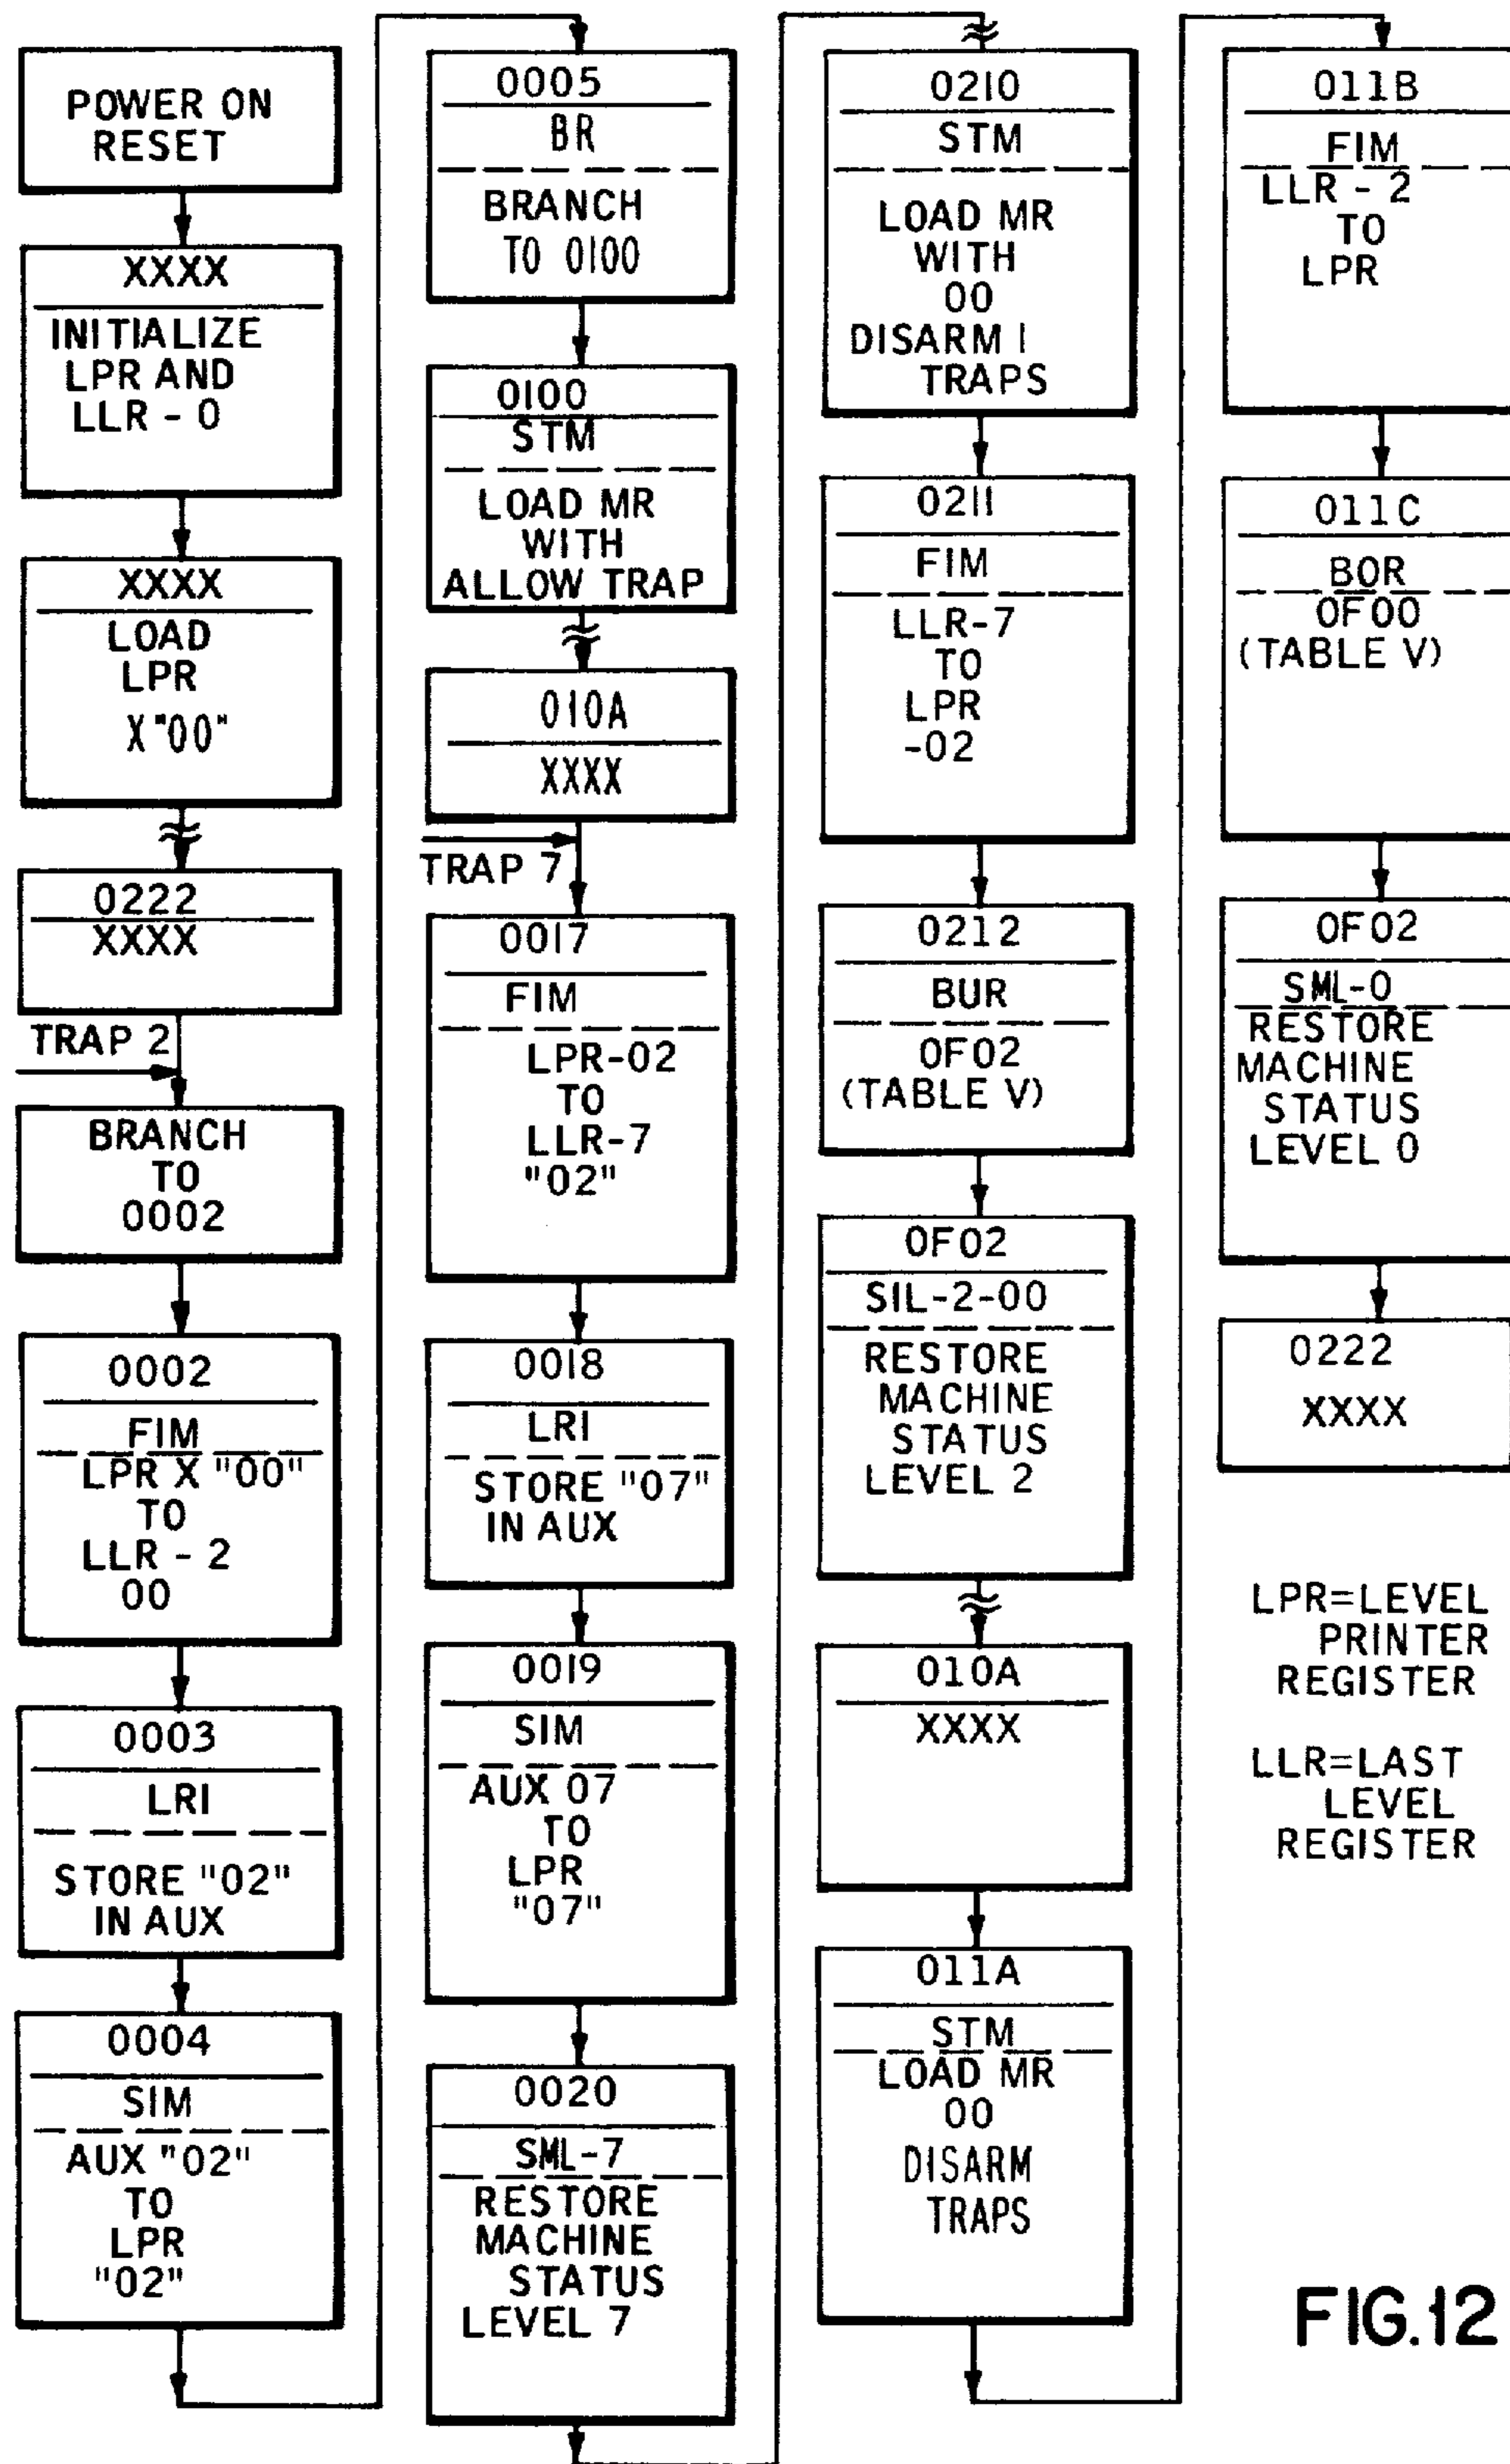 POWER ON
RESET
XXXX
INITIALIZE
LPR AND
LLR - 0
XXXX
LOAD
LPR
X "00"
0222
XXXX
TRAP 2
BRANCH
TO
0002
0002
FIM
LPR X "00"
TO
LLR - 2
00
0003
LRI
STORE "02"
IN AUX
0004
SIM
AUX "02"
TO
LPR
"02"
0005
BR
BRANCH
TO 0100
0100
STM
LOAD MR
WITH
ALLOW TRAP
010A
XXXX
TRAP 7
0017
FIM
LPR-02
TO
LLR-7
"02"
0018
LRI
STORE "07"
IN AUX
0019
SIM
AUX 07
TO
LPR
"07"
0020
SML-7
RESTORE
MACHINE
STATUS
LEVEL 7
0210
STM
LOAD MR
WITH
00
DISARM I
TRAPS
0211
FIM
LLR-7
TO
LPR
-02
0212
BUR
0F02
(TABLE V)
0F02
SIL-2-00
RESTORE
MACHINE
STATUS
LEVEL 2
010A
XXXX
011A
STM
LOAD MR
00
DISARM
TRAPS
011B
FIM
LLR - 2
TO
LPR
011C
BOR
0F00
(TABLE V)
0F02
SML-0
RESTORE
MACHINE
STATUS
LEVEL 0
0222
XXXX
LPR=LEVEL
PRINTER
REGISTER
LLR=LAST
LEVEL
REGISTER
FIG.12